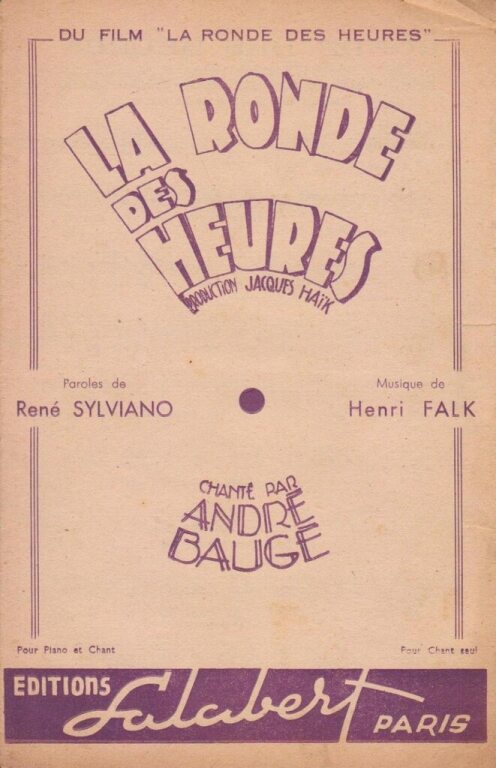 DU FILM "LA RONDE DES HEURES"
LA RONDE
DES
HEURES
PRODUCTION JACQUES HAÏK
Paroles de
René SYLVIANO
Musique de
Henri FALK
CHANTÉ PAR
ANDRÉ
BAUGÉ
Pour Piano et Chant
Pour Chant seul
EDITIONS Salabert PARIS